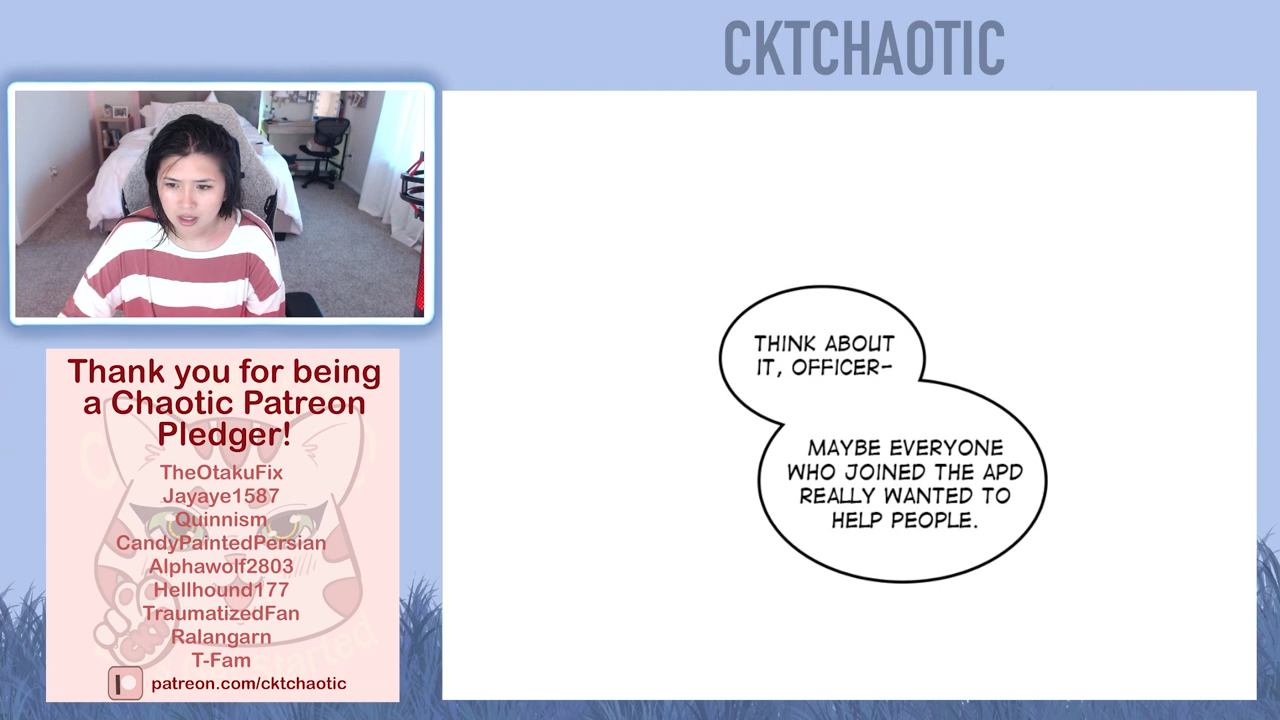 CKTCHAOTIC
THINK ABOUT
IT, OFFICER-
MAYBE EVERYONE
WHO JOINED THE APD
REALLY WANTED TO
HELP PEOPLE.
Thank you for being
a Chaotic Patreon
Pledger!
TheOtakuFix
Jayaye1587
Quinnism
CandyPaintedPersian
Alphawolf2803
Hellhound177
TraumatizedFan
Ralangarn
T-Fam
patreon.com/cktchaotic